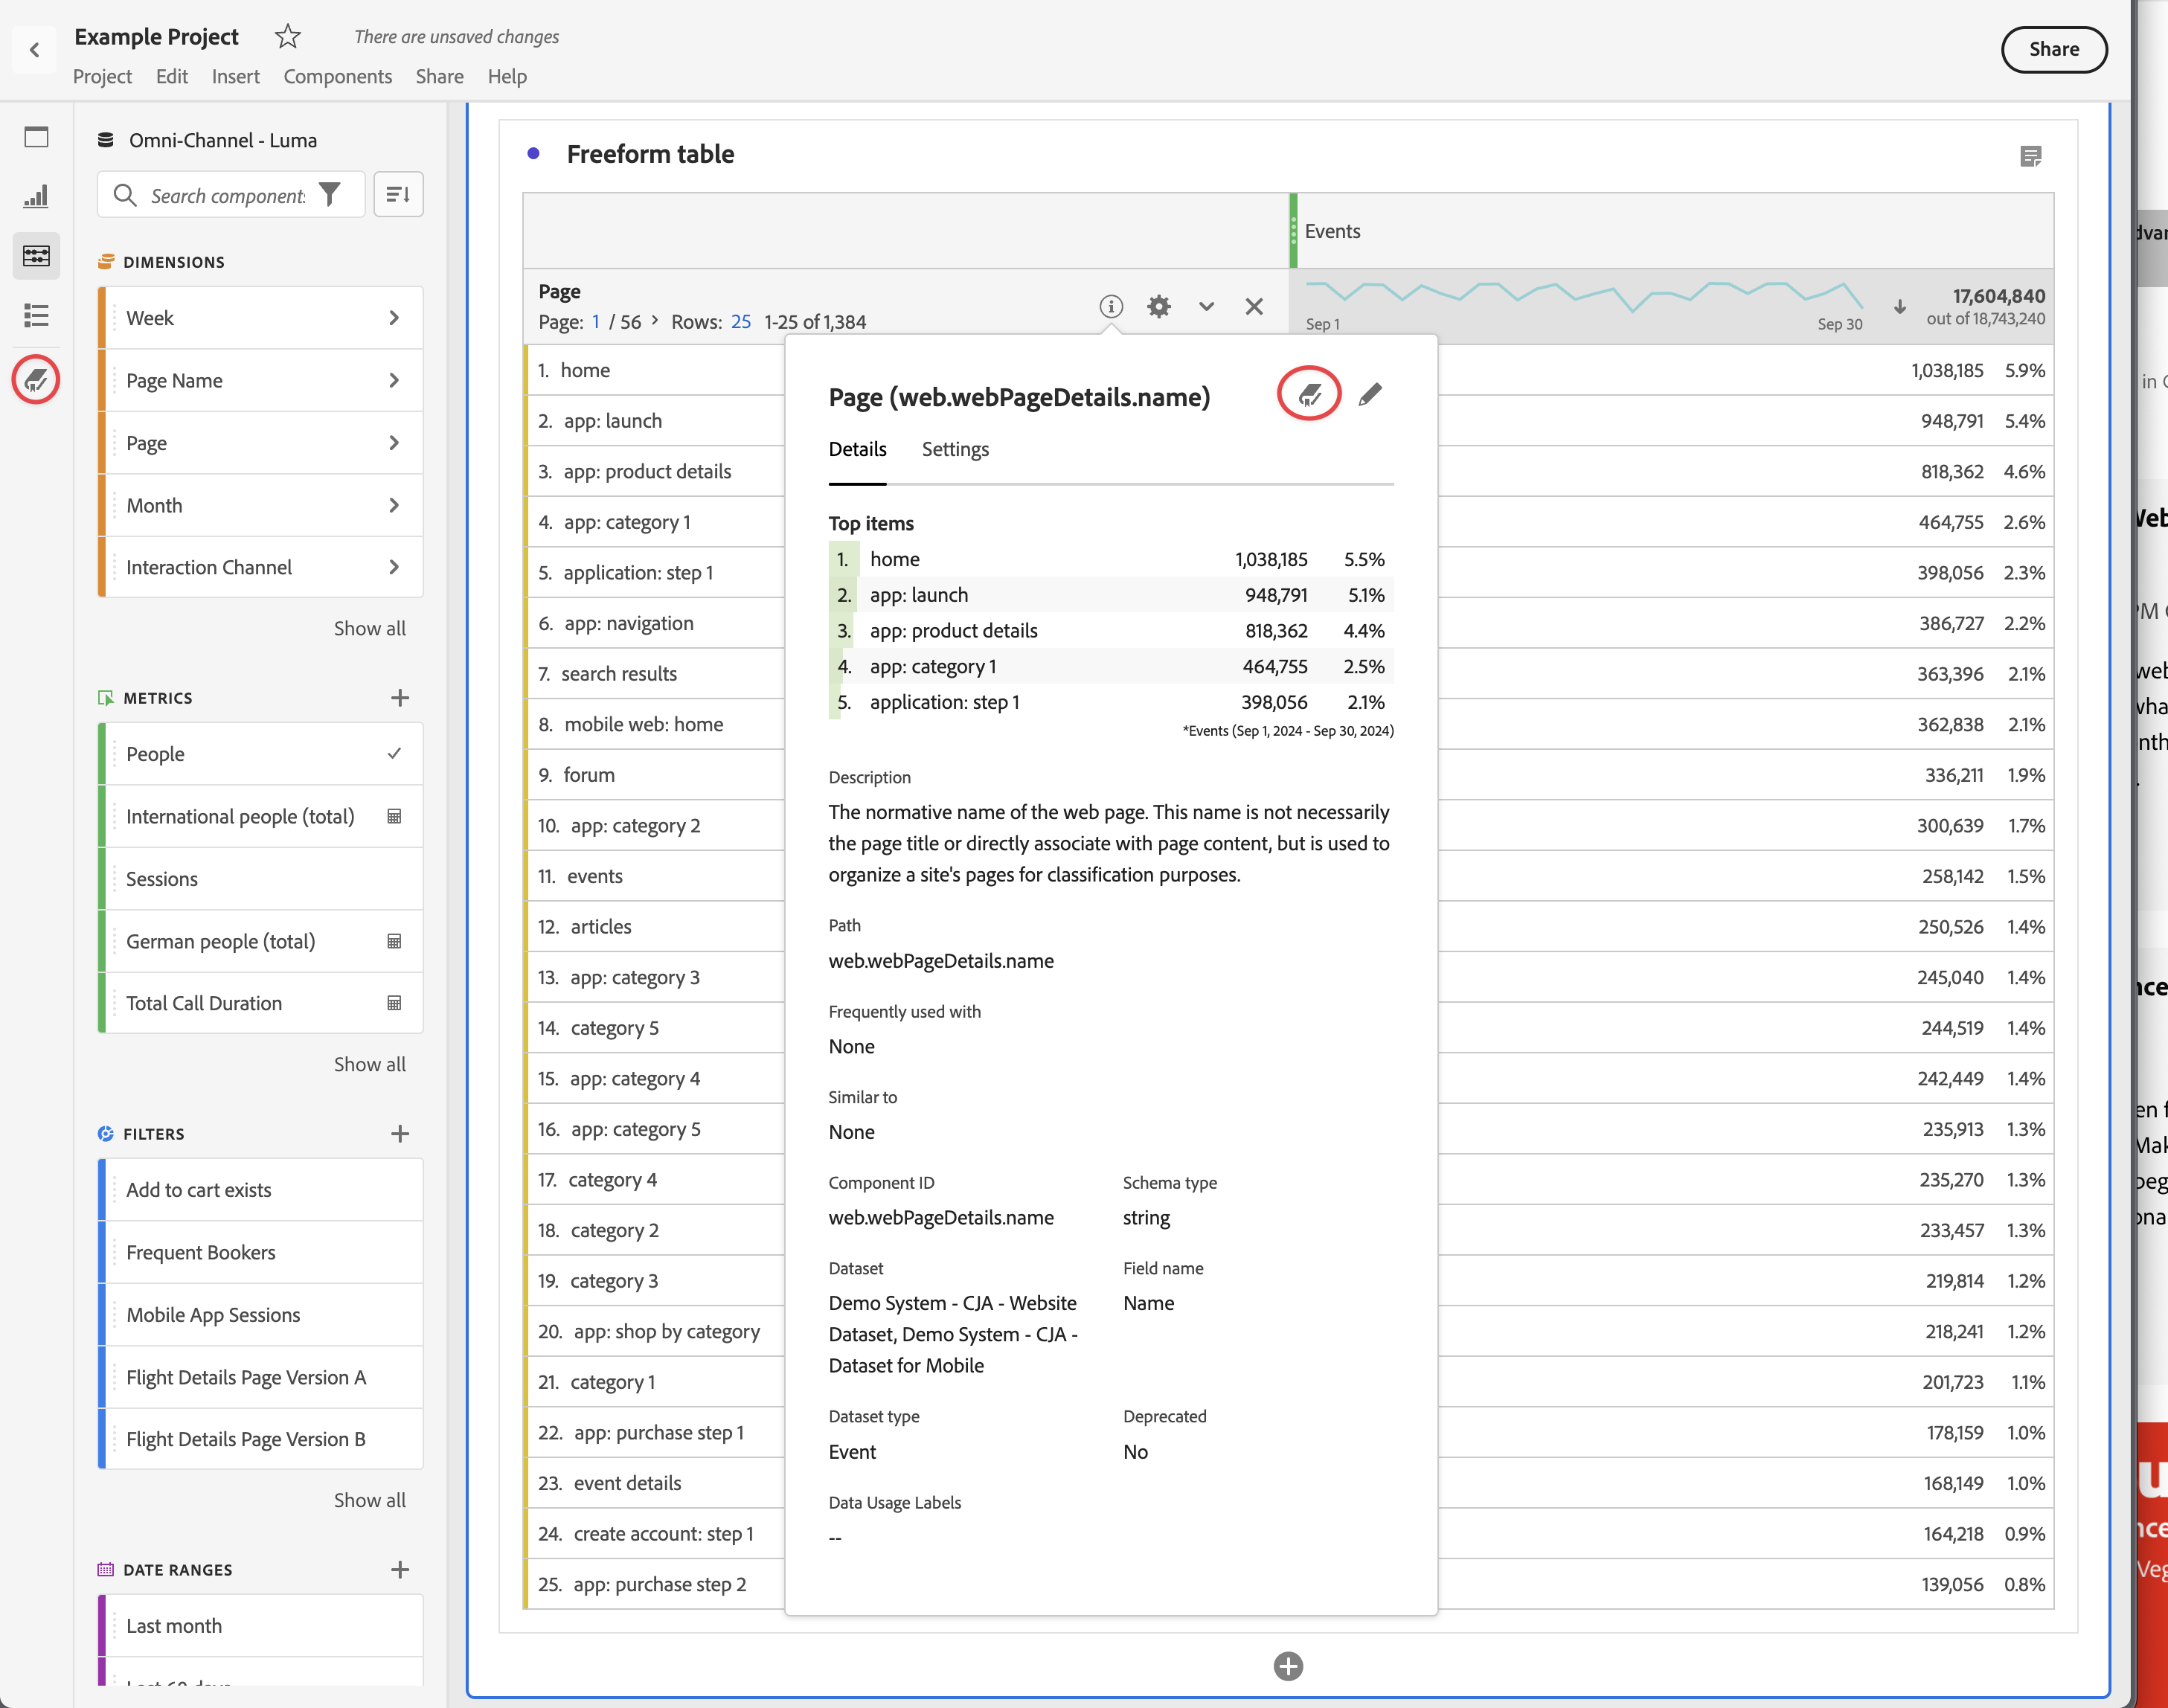 Example Project
There are unsaved changes
Share
Project Edit Insert Components Share Help
Omni-Channel - Luma
Search component
DIMENSIONS
Week
Page Name
Page
Month
Interaction Channel
Show all
METRICS
People
International people (total)
Sessions
German people (total)
Total Call Duration
Show all
FILTERS
Add to cart exists
Frequent Bookers
Mobile App Sessions
Flight Details Page Version A
Flight Details Page Version B
Show all
DATE RANGES
Last month
Freeform table
Events
Page
Page: 1 / 56 > Rows: 25 1-25 of 1,384
Sep 1
Sep 30
17,604,840
out of 18,743,240
1. home 1,038,185 5.9%
2. app: launch 948,791 5.4%
3. app: product details 818,362 4.6%
4. app: category 1 464,755 2.6%
5. application: step 1 398,056 2.3%
6. app: navigation 386,727 2.2%
7. search results 363,396 2.1%
8. mobile web: home 362,838 2.1%
9. forum 336,211 1.9%
10. app: category 2 300,639 1.7%
11. events 258,142 1.5%
12. articles 250,526 1.4%
13. app: category 3 245,040 1.4%
14. category 5 244,519 1.4%
15. app: category 4 242,449 1.4%
16. app: category 5 235,913 1.3%
17. category 4 235,270 1.3%
18. category 2 233,457 1.3%
19. category 3 219,814 1.2%
20. app: shop by category 218,241 1.2%
21. category 1 201,723 1.1%
22. app: purchase step 1 178,159 1.0%
23. event details 168,149 1.0%
24. create account: step 1 164,218 0.9%
25. app: purchase step 2 139,056 0.8%
Page (web.webPageDetails.name)
Details Settings
Top items
1. home 1,038,185 5.5%
2. app: launch 948,791 5.1%
3. app: product details 818,362 4.4%
4. app: category 1 464,755 2.5%
5. application: step 1 398,056 2.1%
*Events (Sep 1, 2024 - Sep 30, 2024)
Description
The normative name of the web page. This name is not necessarily
the page title or directly associate with page content, but is used to
organize a site's pages for classification purposes.
Path
web.webPageDetails.name
Frequently used with
None
Similar to
None
Component ID
web.webPageDetails.name
Schema type
string
Dataset
Demo System - CJA - Website
Dataset, Demo System - CJA -
Dataset for Mobile
Field name
Name
Dataset type
Event
Deprecated
No
Data Usage Labels
--